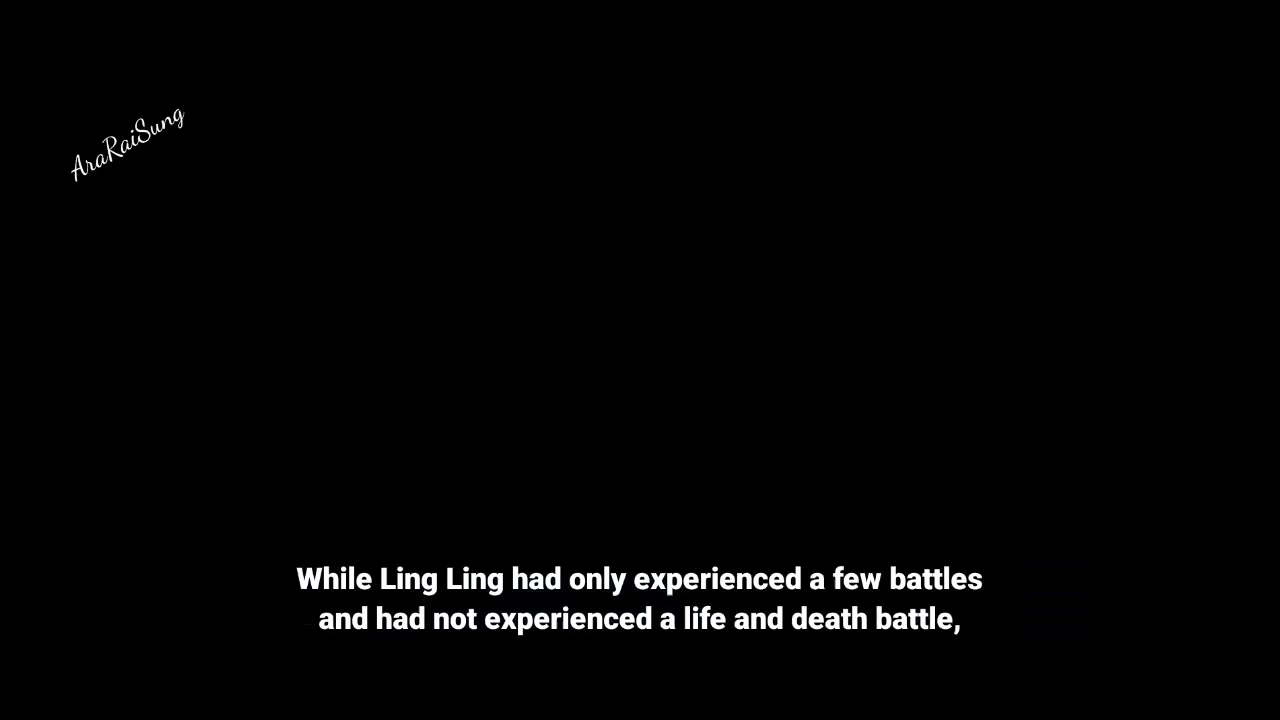 AraRaiSung
While Ling Ling had only experienced a few battles
and had not experienced a life and death battle,